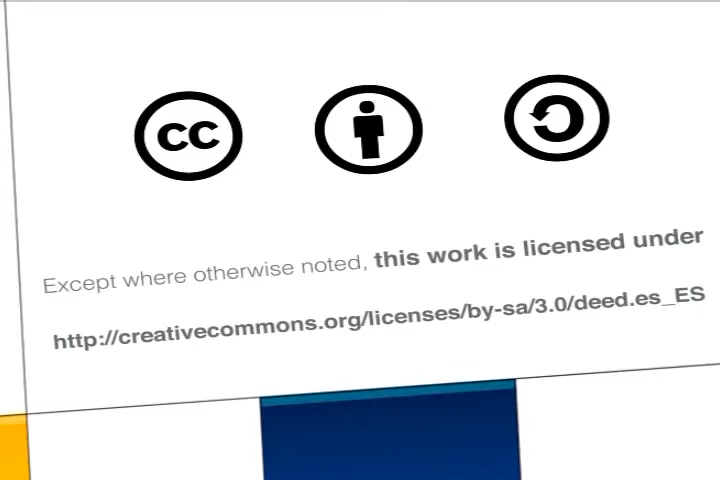 cc
Except where otherwise noted, this work is licensed under
http://creativecommons.org/licenses/by-sa/3.0/deed.es_ES